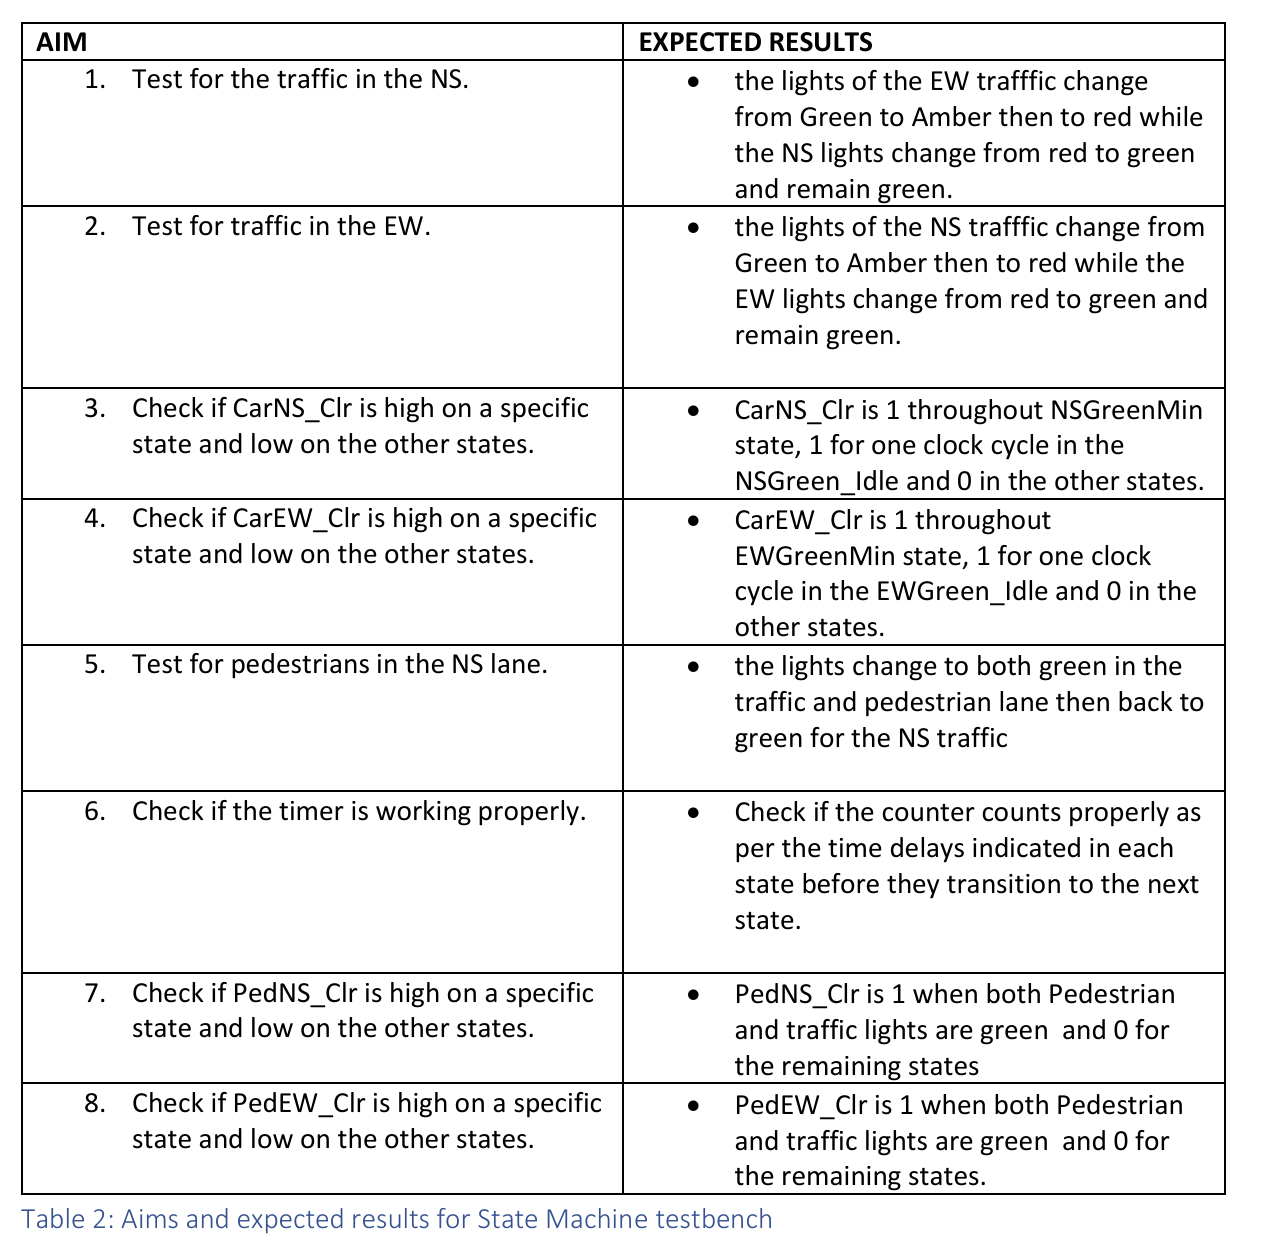 AIM
EXPECTED RESULTS
1. Test for the traffic in the NS.
• the lights of the EW trafffic change
from Green to Amber then to red while
the NS lights change from red to green
and remain green.
2. Test for traffic in the EW.
• the lights of the NS trafffic change from
Green to Amber then to red while the
EW lights change from red to green and
remain green.
3. Check if CarNS_Clr is high on a specific
state and low on the other states.
• CarNS_Clr is 1 throughout NSGreenMin
state, 1 for one clock cycle in the
NSGreen_Idle and 0 in the other states.
4. Check if CarEW_Clr is high on a specific
state and low on the other states.
• CarEW_Clr is 1 throughout
EWGreenMin state, 1 for one clock
cycle in the EWGreen_Idle and 0 in the
other states.
5. Test for pedestrians in the NS lane.
• the lights change to both green in the
traffic and pedestrian lane then back to
green for the NS traffic
6. Check if the timer is working properly.
• Check if the counter counts properly as
per the time delays indicated in each
state before they transition to the next
state.
7. Check if PedNS_Clr is high on a specific
state and low on the other states.
• PedNS_Clr is 1 when both Pedestrian
and traffic lights are green  and 0 for
the remaining states
8. Check if PedEW_Clr is high on a specific
state and low on the other states.
• PedEW_Clr is 1 when both Pedestrian
and traffic lights are green  and 0 for
the remaining states.
Table 2: Aims and expected results for State Machine testbench